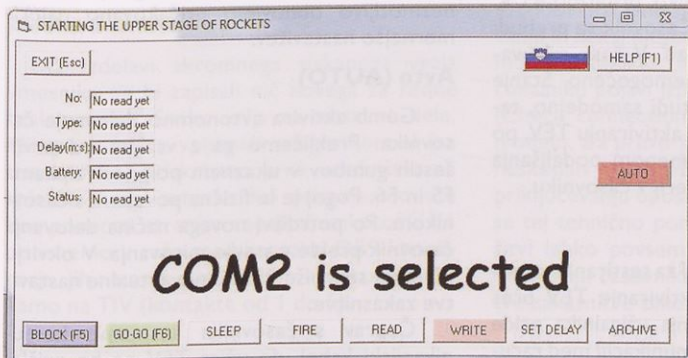 STARTING THE UPPER STAGE OF ROCKETS
EXIT (Esc)
HELP (F1)
No: No read yet
Type: No read yet
Delay(ms): No read yet
Battery: No read yet
Status: No read yet
AUTO
COM2 is selected
BLOCK (F5) GO-GO (F6) SLEEP FIRE READ WRITE SET DELAY ARCHIVE